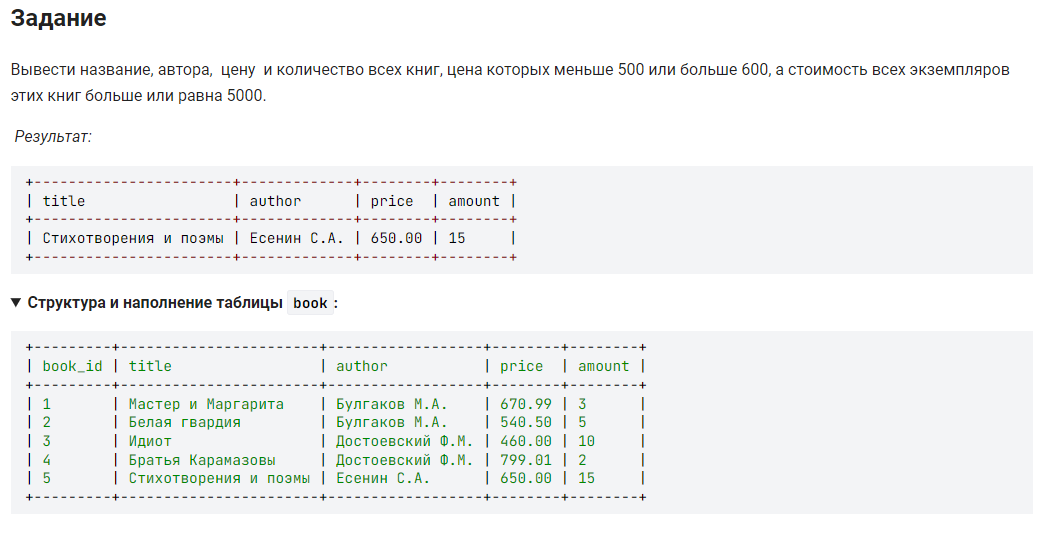 Задание
Вывести название, автора,  цену  и количество всех книг, цена которых меньше 500 или больше 600, а стоимость всех экземпляров
этих книг больше или равна 5000.
Результат:
+-----------------------+-------------+--------+--------+
| title                 | author      | price  | amount |
+-----------------------+-------------+--------+--------+
| Стихотворения и поэмы | Есенин С.А. | 650.00 | 15     |
+-----------------------+-------------+--------+--------+
▼ Структура и наполнение таблицы book:
+---------+-----------------------+------------------+--------+--------+
| book_id | title                 | author           | price  | amount |
+---------+-----------------------+------------------+--------+--------+
| 1       | Мастер и Маргарита    | Булгаков М.А.    | 670.99 | 3      |
| 2       | Белая гвардия         | Булгаков М.А.    | 540.50 | 5      |
| 3       | Идиот                 | Достоевский Ф.М. | 460.00 | 10     |
| 4       | Братья Карамазовы     | Достоевский Ф.М. | 799.01 | 2      |
| 5       | Стихотворения и поэмы | Есенин С.А.      | 650.00 | 15     |
+---------+-----------------------+------------------+--------+--------+